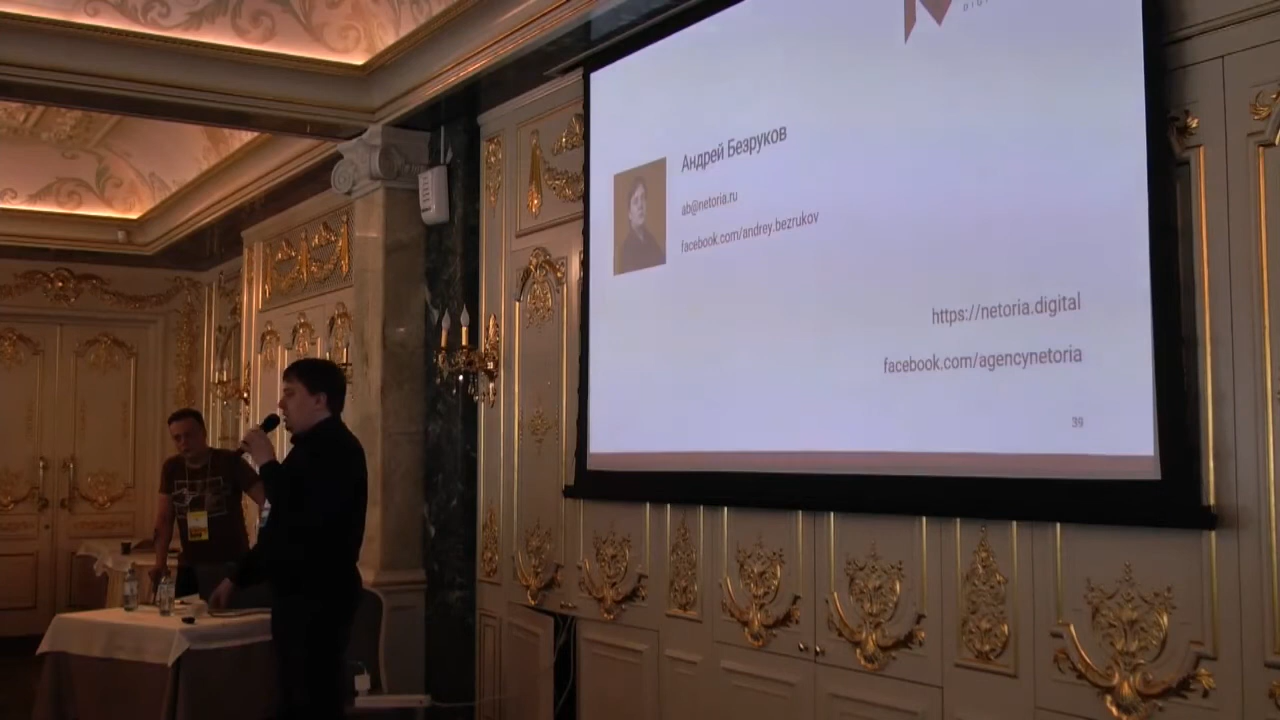 Андрей Безруков
ab@netoria.ru
facebook.com/andrey.bezrukov
https://netoria.digital
facebook.com/agencynetoria
39